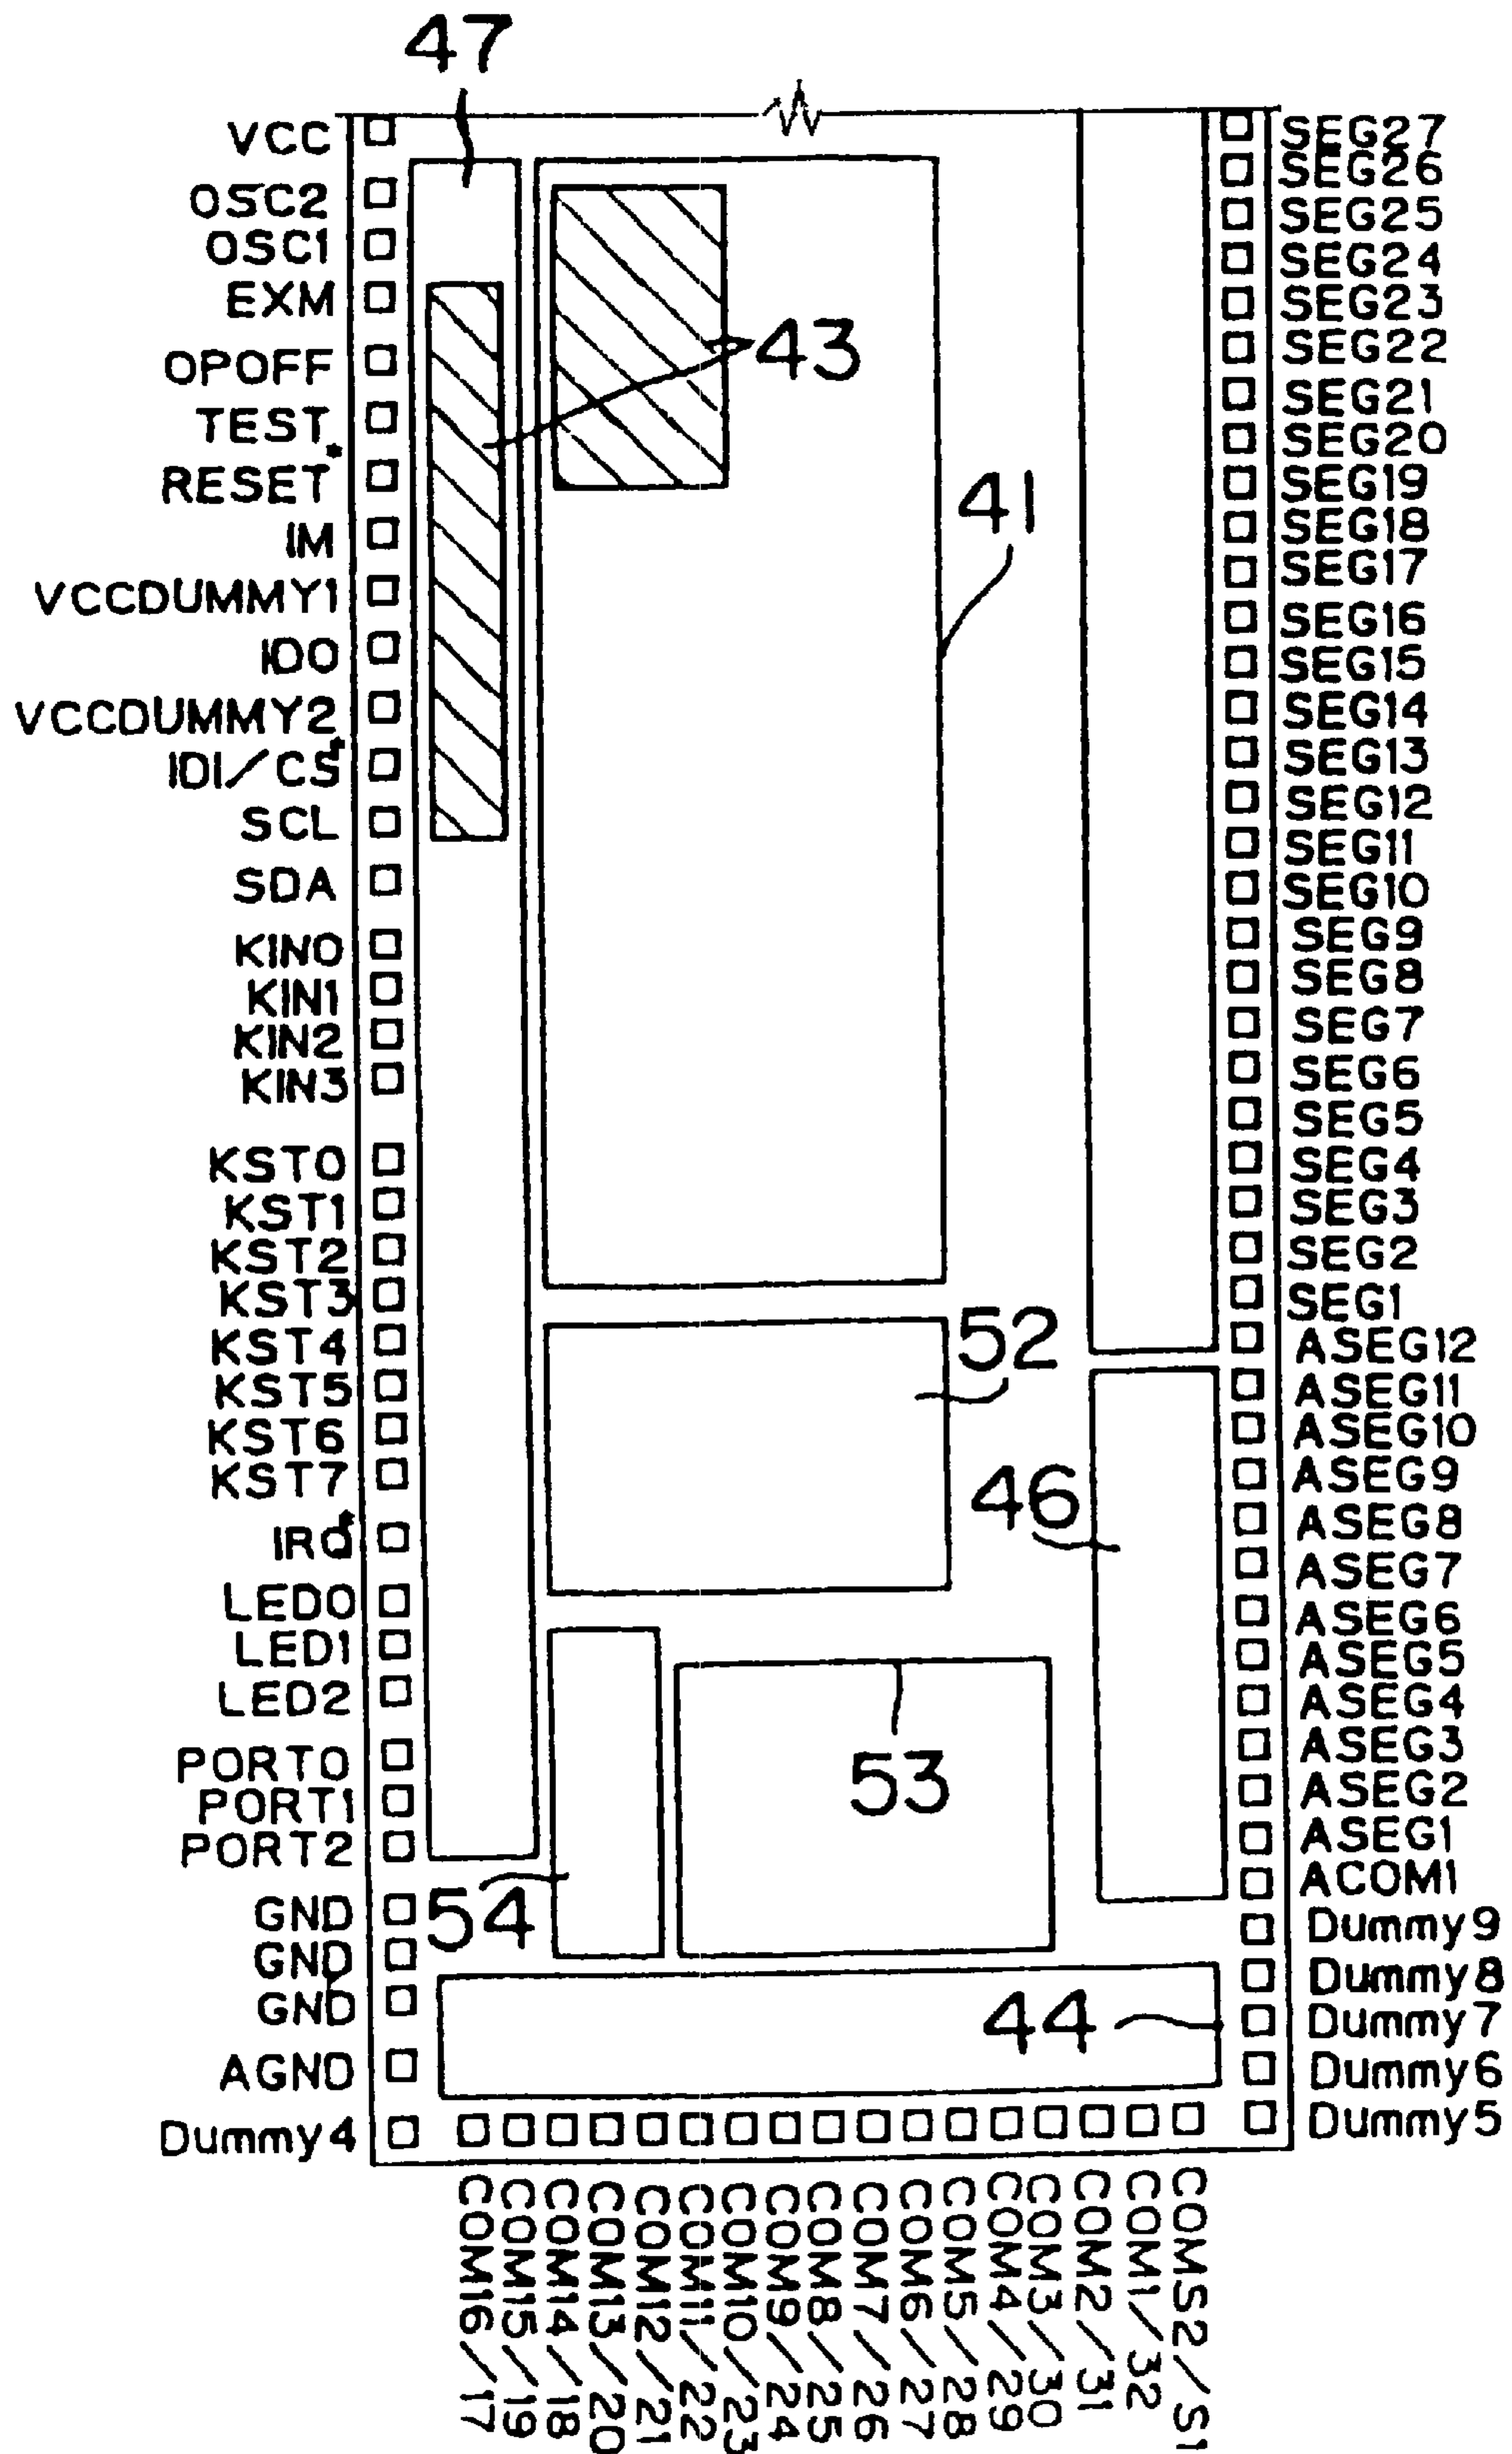 47
VCC
OSC2
OSC1
EXM
OPOFF
TEST
RESET*
IM
VCCDUMMY1
ID0
VCCDUMMY2
IDI/CS*
SCL
SDA
KIN0
KIN1
KIN2
KIN3
KST0
KST1
KST2
KST3
KST4
KST5
KST6
KST7
IRQ*
LED0
LED1
LED2
PORT0
PORT1
PORT2
GND
GND
GND
AGND
Dummy4
43
41
52
46
53
54
44
SEG27
SEG26
SEG25
SEG24
SEG23
SEG22
SEG21
SEG20
SEG19
SEG18
SEG17
SEG16
SEG15
SEG14
SEG13
SEG12
SEG11
SEG10
SEG9
SEG8
SEG7
SEG6
SEG5
SEG4
SEG3
SEG2
SEG1
ASEG12
ASEG11
ASEG10
ASEG9
ASEG8
ASEG7
ASEG6
ASEG5
ASEG4
ASEG3
ASEG2
ASEG1
ACOM1
Dummy9
Dummy8
Dummy7
Dummy6
Dummy5
COM16/17
COM15/19
COM14/18
COM13/20
COM12/21
COM11/22
COM10/23
COM9/24
COM8/25
COM7/26
COM6/27
COM5/28
COM4/29
COM3/30
COM2/31
COM1/32
COMS2/S1